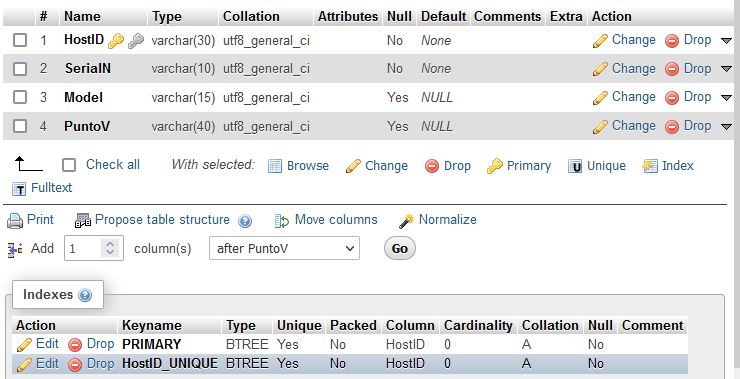 # Name Type Collation Attributes Null Default Comments Extra Action
1 HostID varchar(30) utf8_general_ci No None Change Drop
2 SerialN varchar(10) utf8_general_ci No None Change Drop
3 Model varchar(15) utf8_general_ci Yes NULL Change Drop
4 PuntoV varchar(40) utf8_general_ci Yes NULL Change Drop
Check all With selected: Browse Change Drop Primary Unique Index
Fulltext
Print Propose table structure Move columns Normalize
Add 1 column(s) after PuntoV Go
Indexes
Action Keyname Type Unique Packed Column Cardinality Collation Null Comment
Edit Drop PRIMARY BTREE Yes No HostID 0 A No
Edit Drop HostID_UNIQUE BTREE Yes No HostID 0 A No